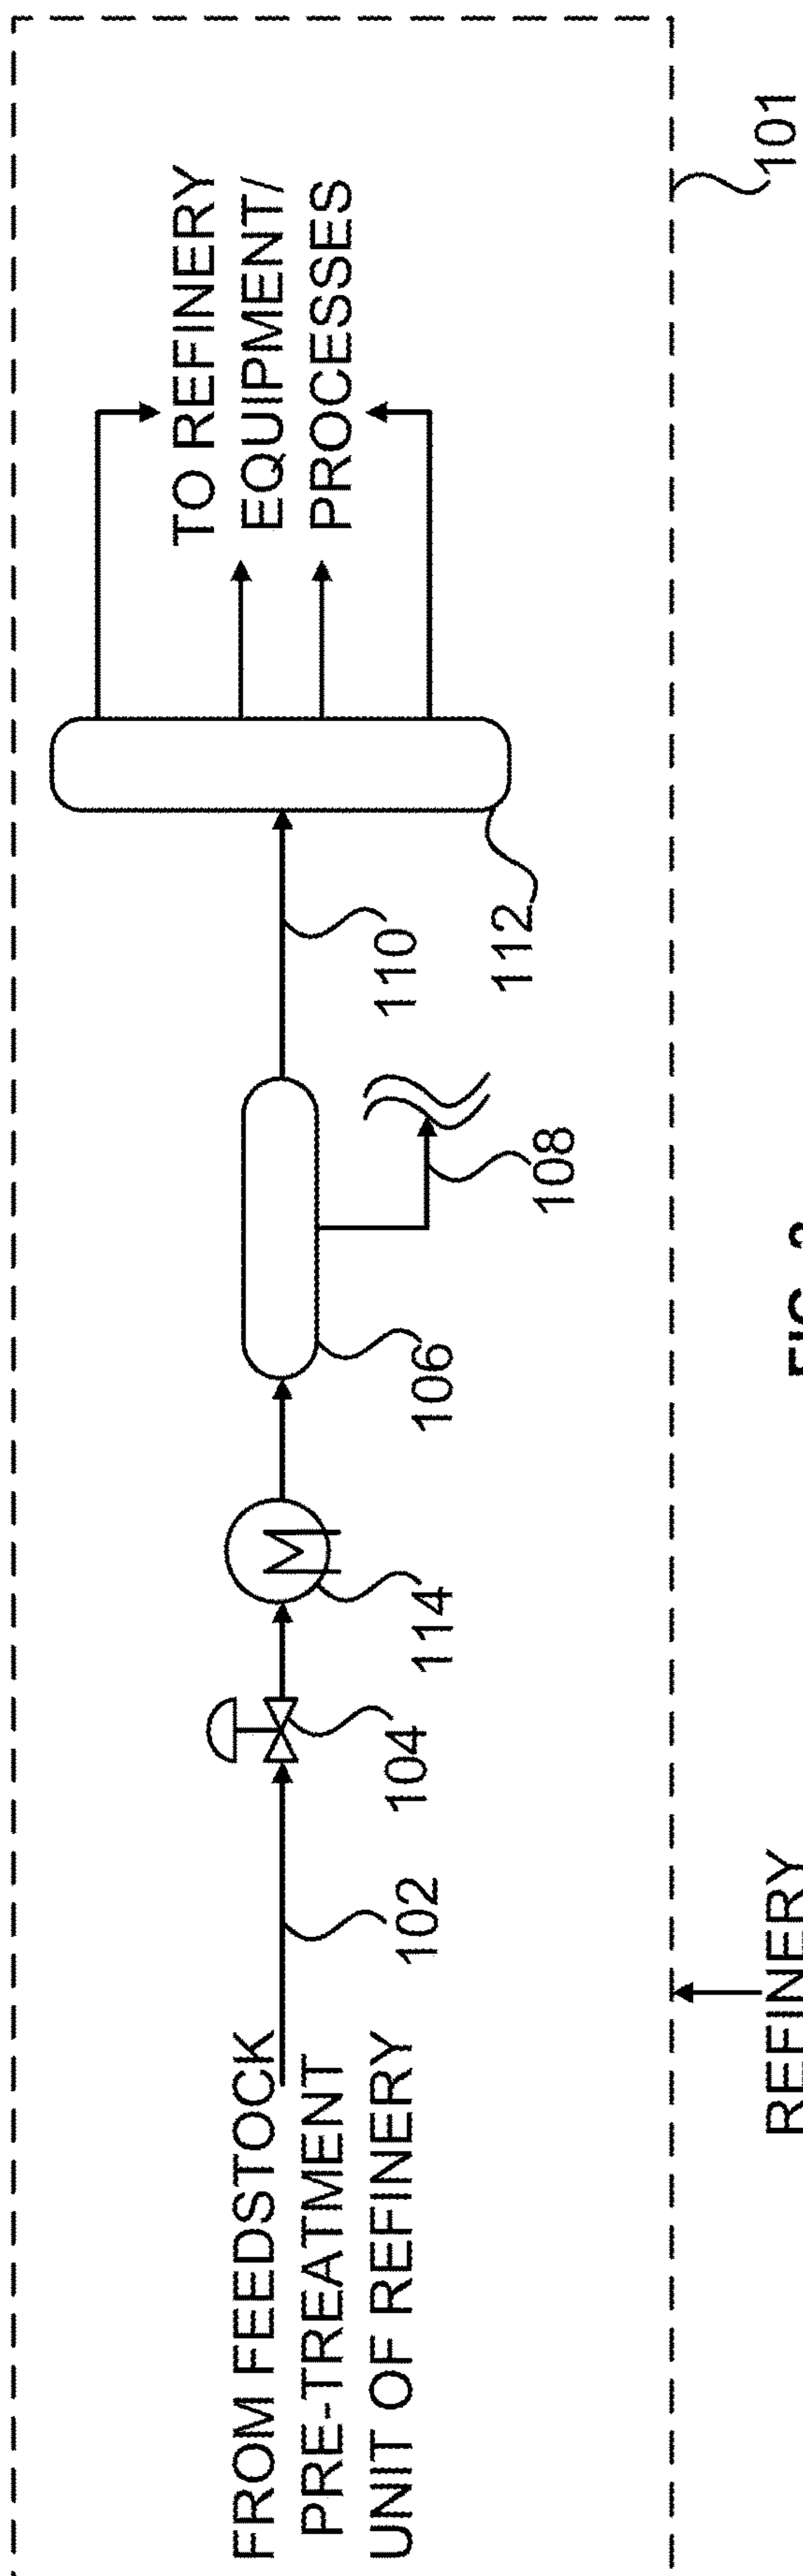 FROM FEEDSTOCK
PRE-TREATMENT
UNIT OF REFINERY
102
104
114
106
108
110
112
TO REFINERY
EQUIPMENT/
PROCESSES
101
REFINERY